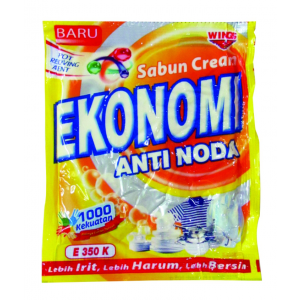 BARU
WINGS
Sabun Cream
EKONOMI
ANTI NODA
1000
Kekuatan
E 350 K
Lebih Irit, Lebih Harum, Lebih Bersih